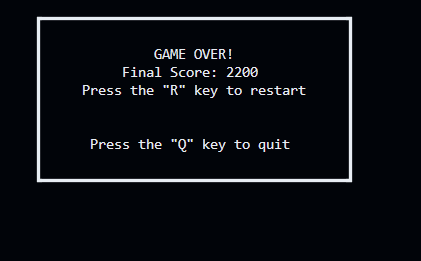 GAME OVER!
Final Score: 2200
Press the "R" key to restart
Press the "Q" key to quit